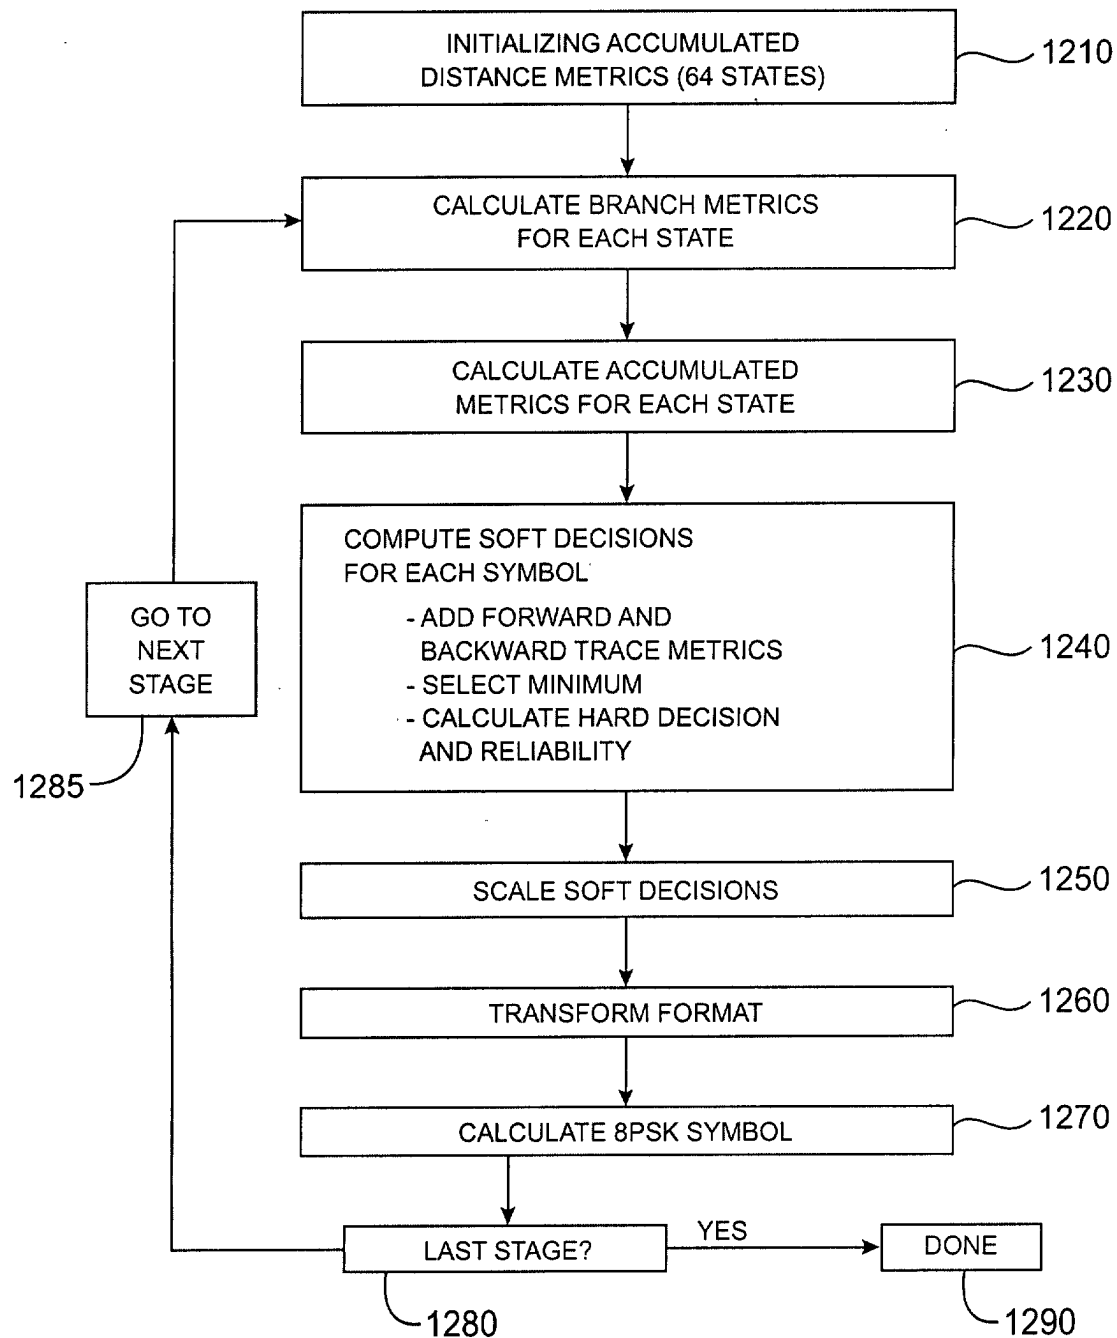 INITIALIZING ACCUMULATED
DISTANCE METRICS (64 STATES)
1210
CALCULATE BRANCH METRICS
FOR EACH STATE
1220
CALCULATE ACCUMULATED
METRICS FOR EACH STATE
1230
COMPUTE SOFT DECISIONS
FOR EACH SYMBOL
- ADD FORWARD AND
BACKWARD TRACE METRICS
- SELECT MINIMUM
- CALCULATE HARD DECISION
AND RELIABILITY
1240
GO TO
NEXT
STAGE
1285
SCALE SOFT DECISIONS
1250
TRANSFORM FORMAT
1260
CALCULATE 8PSK SYMBOL
1270
LAST STAGE?
YES
DONE
1280
1290